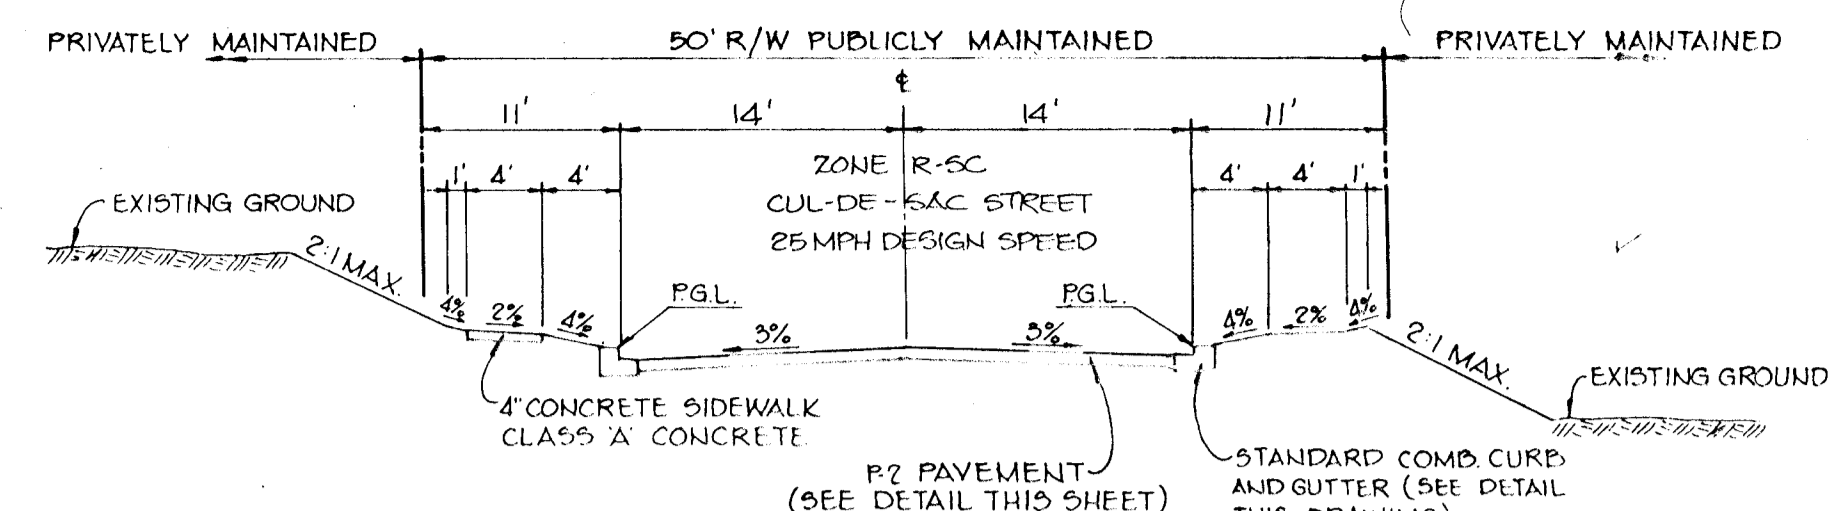 PRIVATELY MAINTAINED
50' R/W PUBLICLY MAINTAINED
PRIVATELY MAINTAINED
℄
11'
14'
14'
11'
1'
4'
4'
4'
4'
1'
ZONE R-SC
CUL-DE-SAC STREET
25 MPH DESIGN SPEED
EXISTING GROUND
2:1 MAX.
P.G.L.
P.G.L.
4%
2%
4%
3%
3%
4%
2%
4%
2:1 MAX.
EXISTING GROUND
4" CONCRETE SIDEWALK
CLASS 'A' CONCRETE
P-2 PAVEMENT
(SEE DETAIL THIS SHEET)
STANDARD COMB. CURB
AND GUTTER (SEE DETAIL
THIS DRAWING)